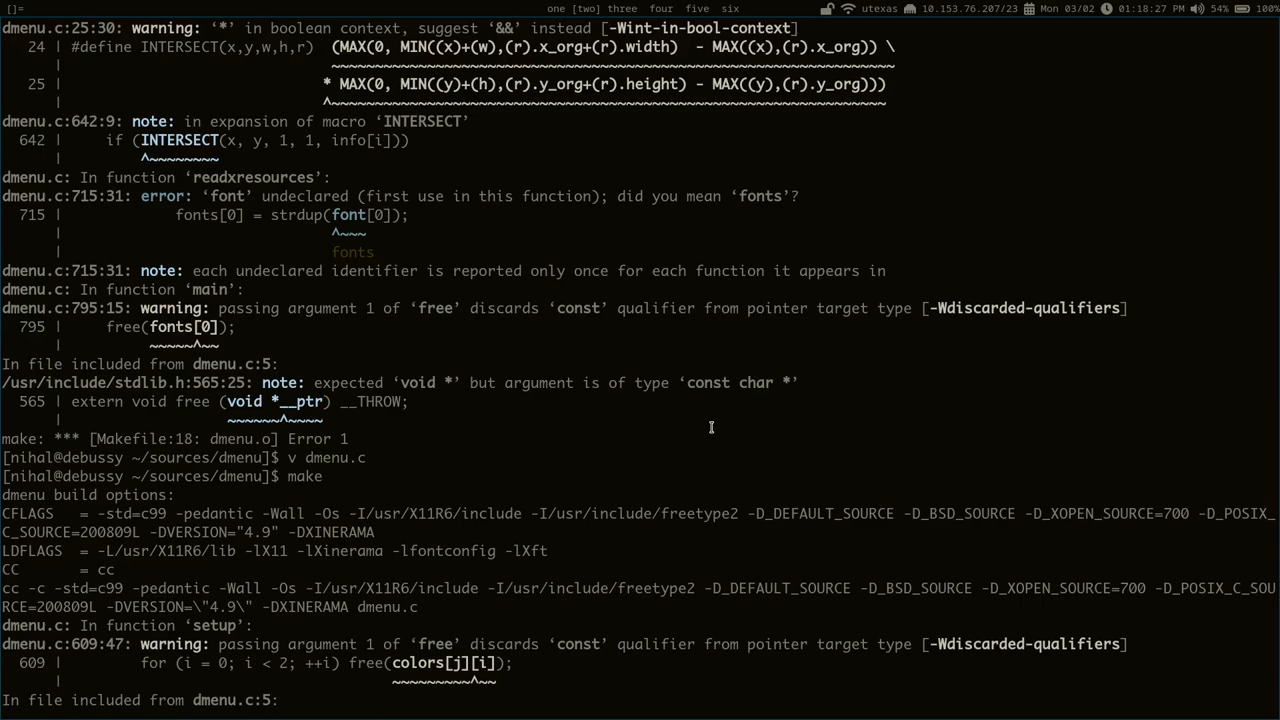 []= one [two] three four five six utexas 10.153.76.207/23 Mon 03/02 01:18:27 54% 100%
dmenu.c:25:30: warning: ‘*’ in boolean context, suggest ‘&&’ instead [-Wint-in-bool-context]
24 | #define INTERSECT(x,y,w,h,r) (MAX(0, MIN((x)+(w),(r).x_org+(r).width) - MAX((x),(r).x_org)) \
| ~~~~~~~~~~~~~~~~~~~~~~~~~~~~~~~~~~~~~~~~~~~~~~~~~~~~~~~~~~~~~~~~~
25 | * MAX(0, MIN((y)+(h),(r).y_org+(r).height) - MAX((y),(r).y_org)))
| ^~~~~~~~~~~~~~~~~~~~~~~~~~~~~~~~~~~~~~~~~~~~~~~~~~~~~~~~~~~~~~~~~
dmenu.c:642:9: note: in expansion of macro ‘INTERSECT’
642 | if (INTERSECT(x, y, 1, 1, info[i]))
| ^~~~~~~~~
dmenu.c: In function ‘readxresources’:
dmenu.c:715:31: error: ‘font’ undeclared (first use in this function); did you mean ‘fonts’?
715 | fonts[0] = strdup(font[0]);
| ^~~~
| fonts
dmenu.c:715:31: note: each undeclared identifier is reported only once for each function it appears in
dmenu.c: In function ‘main’:
dmenu.c:795:15: warning: passing argument 1 of ‘free’ discards ‘const’ qualifier from pointer target type [-Wdiscarded-qualifiers]
795 | free(fonts[0]);
| ~~~~~^~~
In file included from dmenu.c:5:
/usr/include/stdlib.h:565:25: note: expected ‘void *’ but argument is of type ‘const char *’
565 | extern void free (void *__ptr) __THROW;
| ~~~~~~^~~~~
make: *** [Makefile:18: dmenu.o] Error 1
[nihal@debussy ~/sources/dmenu]$ v dmenu.c
[nihal@debussy ~/sources/dmenu]$ make
dmenu build options:
CFLAGS = -std=c99 -pedantic -Wall -Os -I/usr/X11R6/include -I/usr/include/freetype2 -D_DEFAULT_SOURCE -D_BSD_SOURCE -D_XOPEN_SOURCE=700 -D_POSIX_
C_SOURCE=200809L -DVERSION="4.9" -DXINERAMA
LDFLAGS = -L/usr/X11R6/lib -lX11 -lXinerama -lfontconfig -lXft
CC = cc
cc -c -std=c99 -pedantic -Wall -Os -I/usr/X11R6/include -I/usr/include/freetype2 -D_DEFAULT_SOURCE -D_BSD_SOURCE -D_XOPEN_SOURCE=700 -D_POSIX_C_SOU
RCE=200809L -DVERSION=\"4.9\" -DXINERAMA dmenu.c
dmenu.c: In function ‘setup’:
dmenu.c:609:47: warning: passing argument 1 of ‘free’ discards ‘const’ qualifier from pointer target type [-Wdiscarded-qualifiers]
609 | for (i = 0; i < 2; ++i) free(colors[j][i]);
| ~~~~~~~~~^~~
In file included from dmenu.c:5: